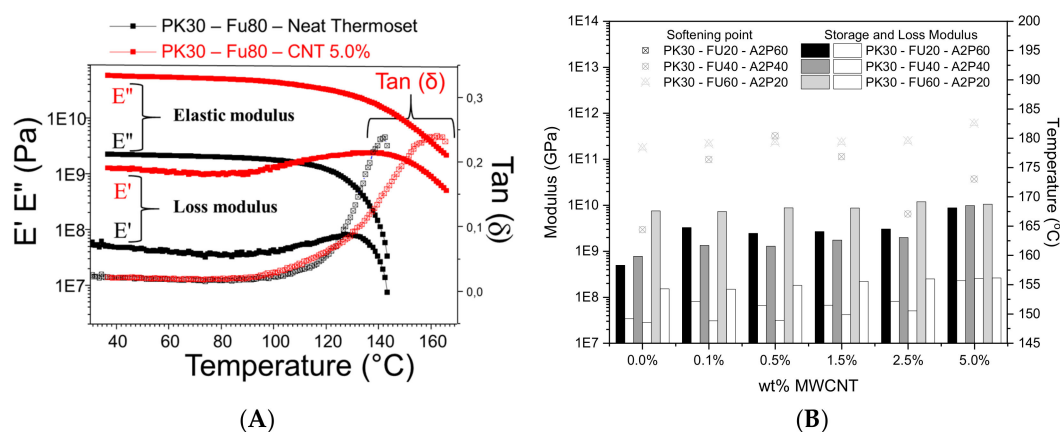 PK30 – Fu80 – Neat Thermoset
PK30 – Fu80 – CNT 5.0%
Tan (δ)
E"
Elastic modulus
E"
E'
Loss modulus
E'
E' E" (Pa)
1E10
1E9
1E8
1E7
0,3
0,2
0,1
0,0
Tan (δ)
40 60 80 100 120 140 160
Temperature (°C)
(A)
B
Softening point
PK30 - FU20 - A2P60
PK30 - FU40 - A2P40
PK30 - FU60 - A2P20
Storage and Loss Modulus
PK30 - FU20 - A2P60
PK30 - FU40 - A2P40
PK30 - FU60 - A2P20
Modulus (GPa)
1E14
1E13
1E12
1E11
1E10
1E9
1E8
1E7
200
195
190
185
180
175
170
165
160
155
150
145
Temperature (°C)
0.0% 0.1% 0.5% 1.5% 2.5% 5.0%
wt% MWCNT
(B)